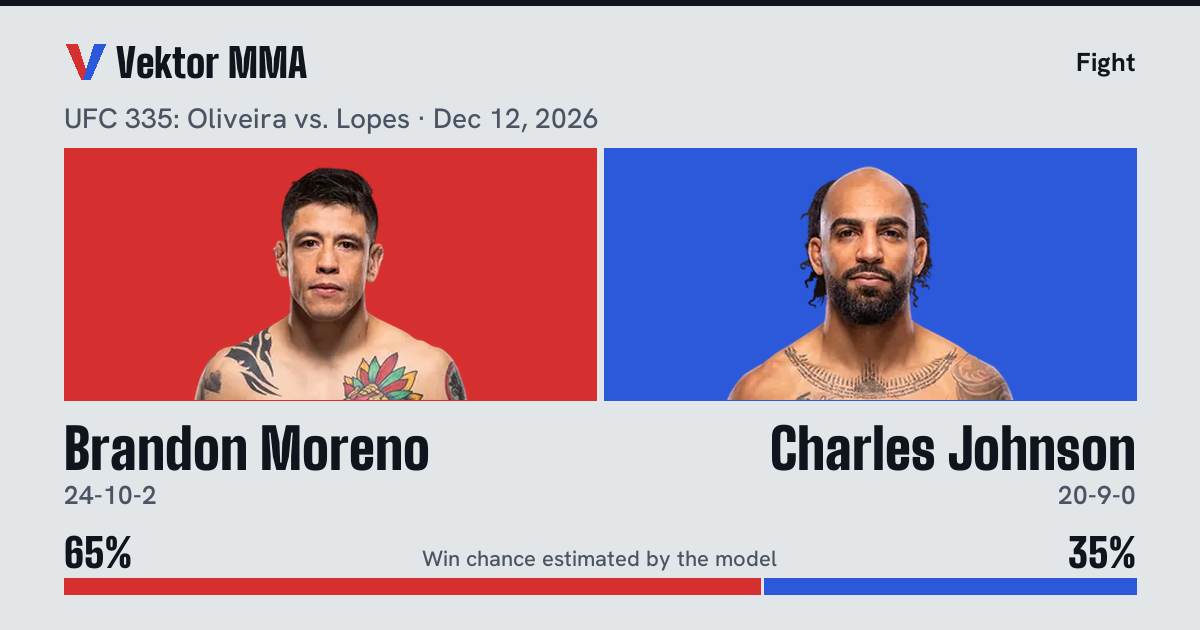 Vektor MMA
Fight
UFC 335: Oliveira vs. Lopes · Dec 12, 2026
Brandon Moreno
Charles Johnson
24-10-2
20-9-0
65%
Win chance estimated by the model
35%